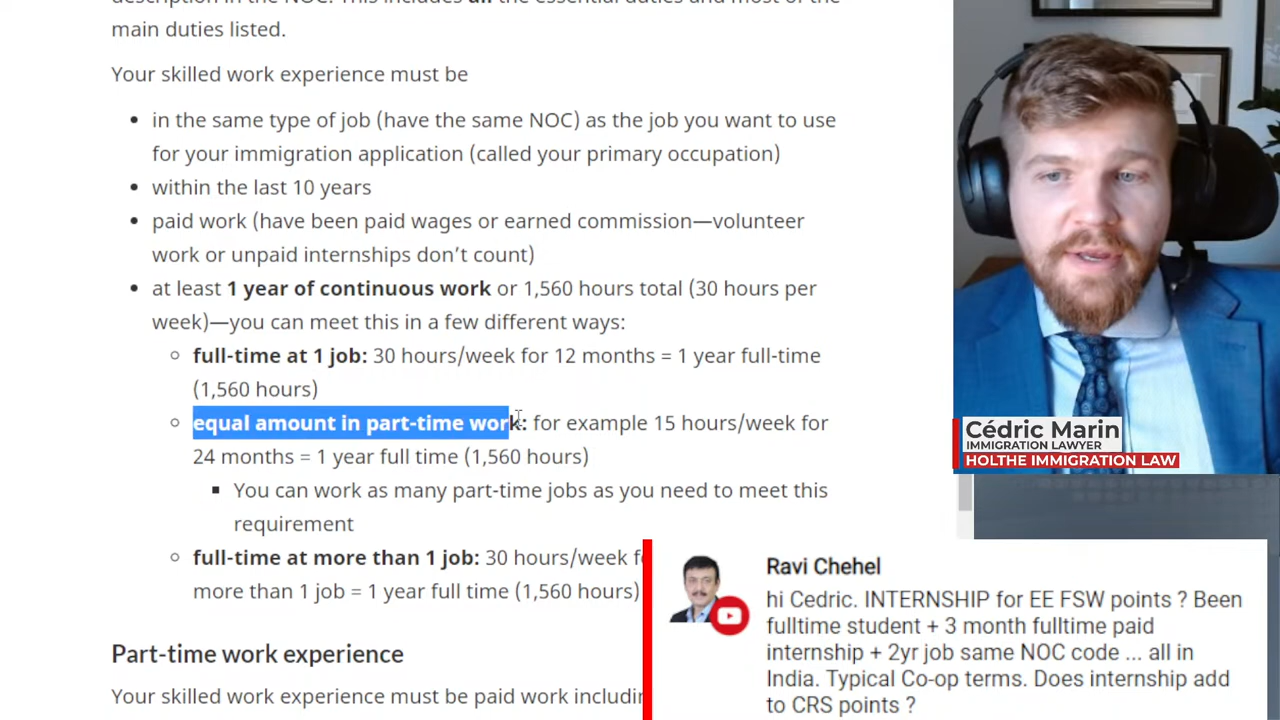 description in the NOC. This includes all the essential duties and most of the
main duties listed.
Your skilled work experience must be
• in the same type of job (have the same NOC) as the job you want to use
for your immigration application (called your primary occupation)
• within the last 10 years
• paid work (have been paid wages or earned commission—volunteer
work or unpaid internships don’t count)
• at least 1 year of continuous work or 1,560 hours total (30 hours per
week)—you can meet this in a few different ways:
○ full-time at 1 job: 30 hours/week for 12 months = 1 year full-time
(1,560 hours)
○ equal amount in part-time work: for example 15 hours/week for
24 months = 1 year full time (1,560 hours)
▪ You can work as many part-time jobs as you need to meet this
requirement
○ full-time at more than 1 job: 30 hours/week
more than 1 job = 1 year full time (1,560 hours)
Part-time work experience
Your skilled work experience must be paid work
Cédric Marin
IMMIGRATION LAWYER
HOLTHE IMMIGRATION LAW
Ravi Chehel
hi Cedric. INTERNSHIP for EE FSW points ? Been
fulltime student + 3 month fulltime paid
internship + 2yr job same NOC code ... all in
India. Typical Co-op terms. Does internship add
to CRS points ?